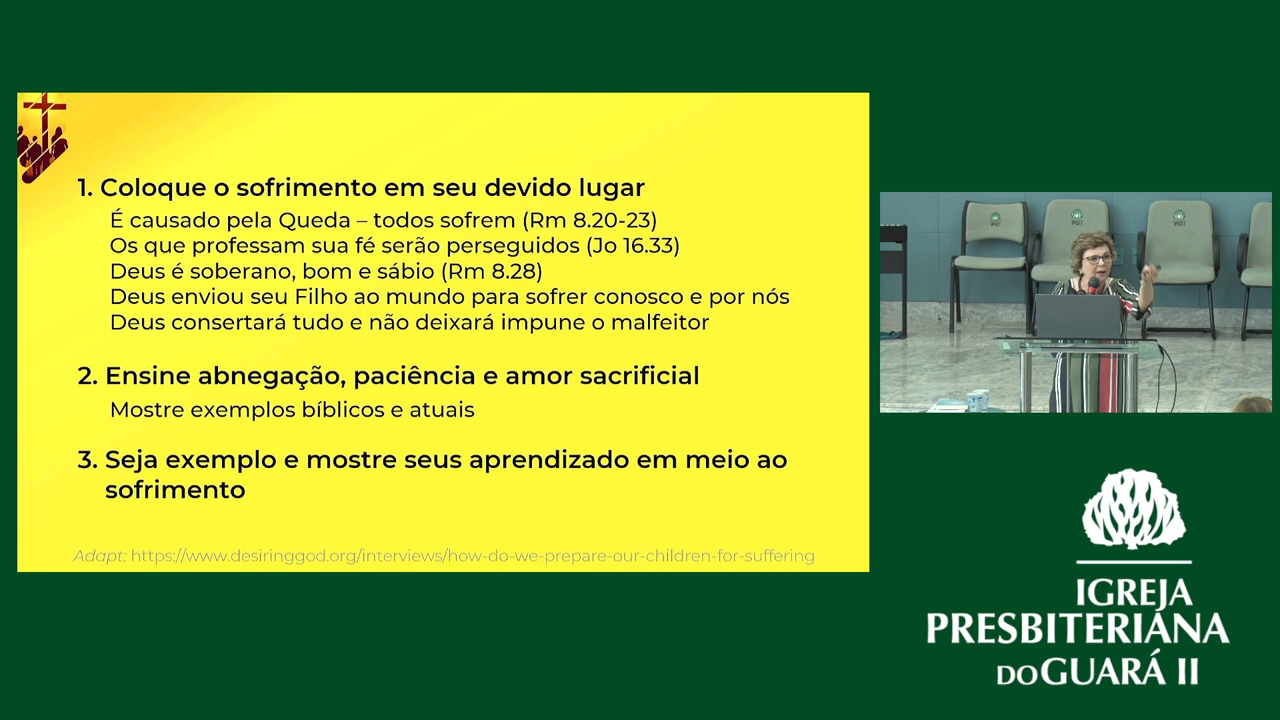 1. Coloque o sofrimento em seu devido lugar
É causado pela Queda – todos sofrem (Rm 8.20-23)
Os que professam sua fé serão perseguidos (Jo 16.33)
Deus é soberano, bom e sábio (Rm 8.28)
Deus enviou seu Filho ao mundo para sofrer conosco e por nós
Deus consertará tudo e não deixará impune o malfeitor
2. Ensine abnegação, paciência e amor sacrificial
Mostre exemplos bíblicos e atuais
3. Seja exemplo e mostre seus aprendizado em meio ao
sofrimento
Adapt: https://www.desiringgod.org/interviews/how-do-we-prepare-our-children-for-suffering
IGREJA
PRESBITERIANA
DO GUARÁ II